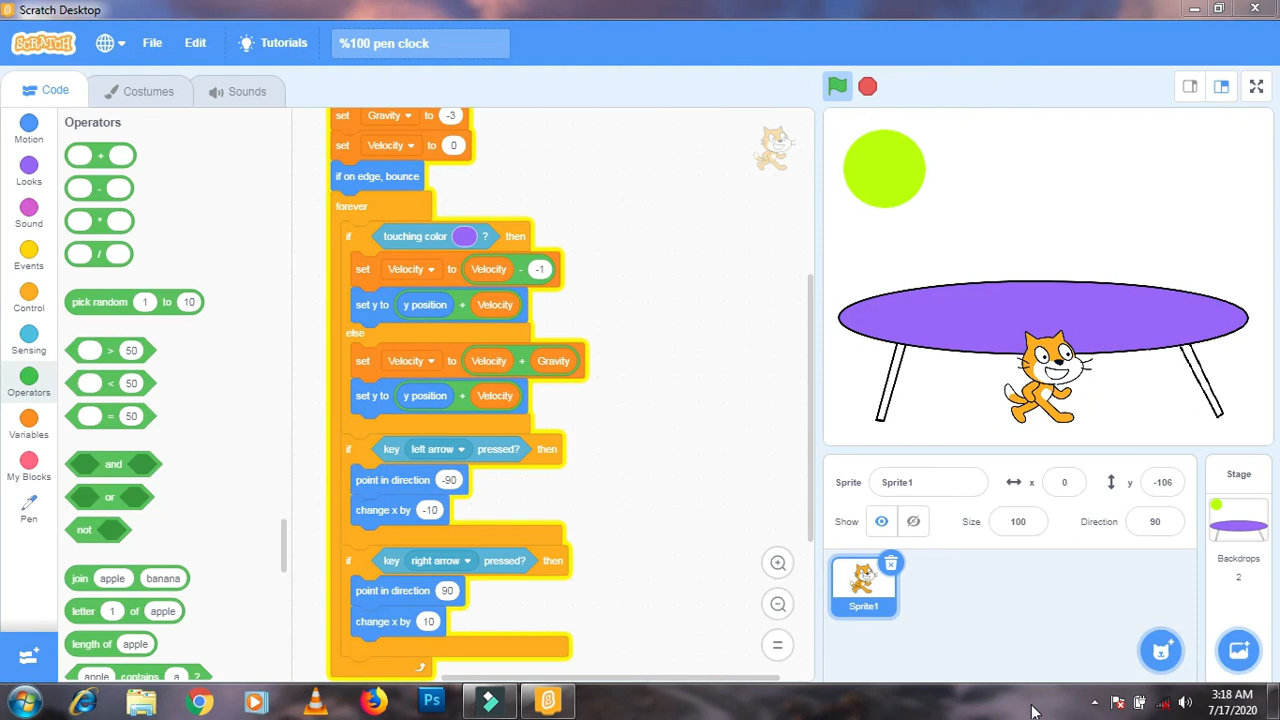 Scratch Desktop
SCRATCH File Edit Tutorials %100 pen clock
Code Costumes Sounds
Motion
Looks
Sound
Events
Control
Sensing
Operators
Variables
My Blocks
Pen
Operators
+
-
*
/
pick random 1 to 10
> 50
< 50
= 50
and
or
not
join apple banana
letter 1 of apple
length of apple
apple contains a ?
set Gravity to -3
set Velocity to 0
if on edge, bounce
forever
if touching color ? then
set Velocity to Velocity - -1
set y to y position + Velocity
else
set Velocity to Velocity + Gravity
set y to y position + Velocity
if key left arrow pressed? then
point in direction -90
change x by -10
if key right arrow pressed? then
point in direction 90
change x by 10
Sprite Sprite1 x 0 y -106
Show Size 100 Direction 90
Sprite1
Stage
Backdrops
2
Ps
3:18 AM
7/17/2020